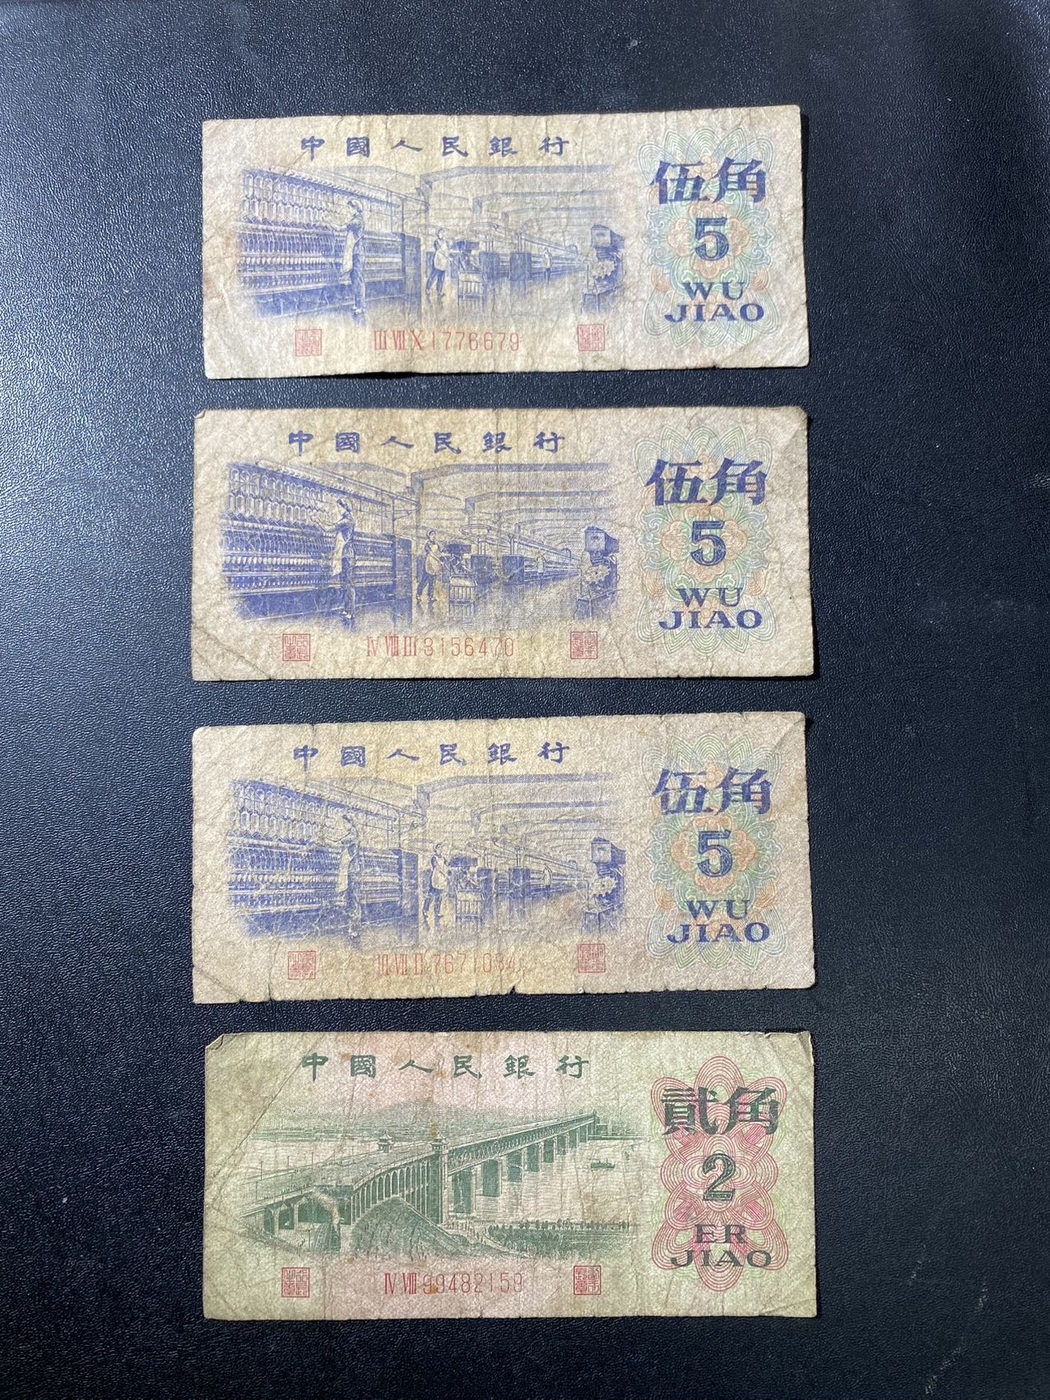 中國人民銀行
伍角
5
WU
JIAO
III VII X 1776679
中國人民銀行
伍角
5
WU
JIAO
IV VIII III 3156470
中國人民銀行
伍角
5
WU
JIAO
中國人民銀行
貳角
2
ER
JIAO
IV VIII 99482159